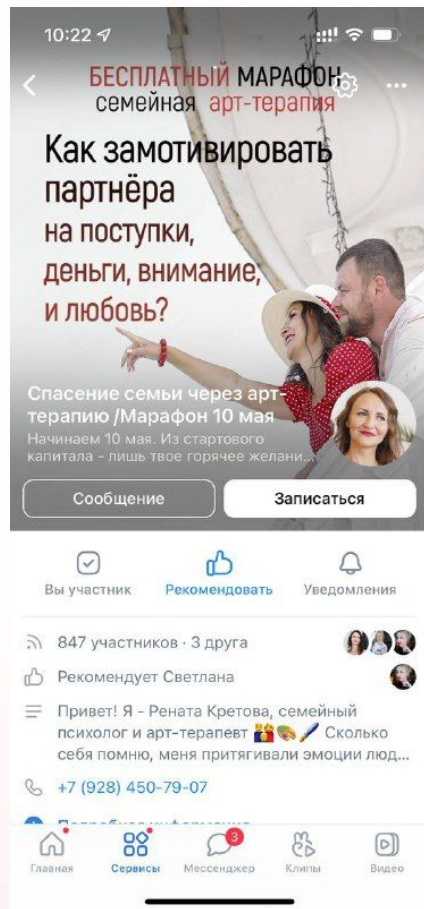 10:22
БЕСПЛАТНЫЙ МАРАФОН
семейная арт-терапия
Как замотивировать
партнёра
на поступки,
деньги, внимание,
и любовь?
Спасение семьи через арт-
терапию /Марафон 10 мая
Начинаем 10 мая. Из стартового
капитала - лишь твое горячее желани...
Сообщение
Записаться
Вы участник
Рекомендовать
Уведомления
847 участников · 3 друга
Рекомендует Светлана
Привет! Я - Рената Кретова, семейный
психолог и арт-терапевт 👨‍👩‍👦🎨🖌️ Сколько
себя помню, меня притягивали эмоции люд...
+7 (928) 450-79-07
Подробная информация
3
Главная
Сервисы
Мессенджер
Клипы
Видео